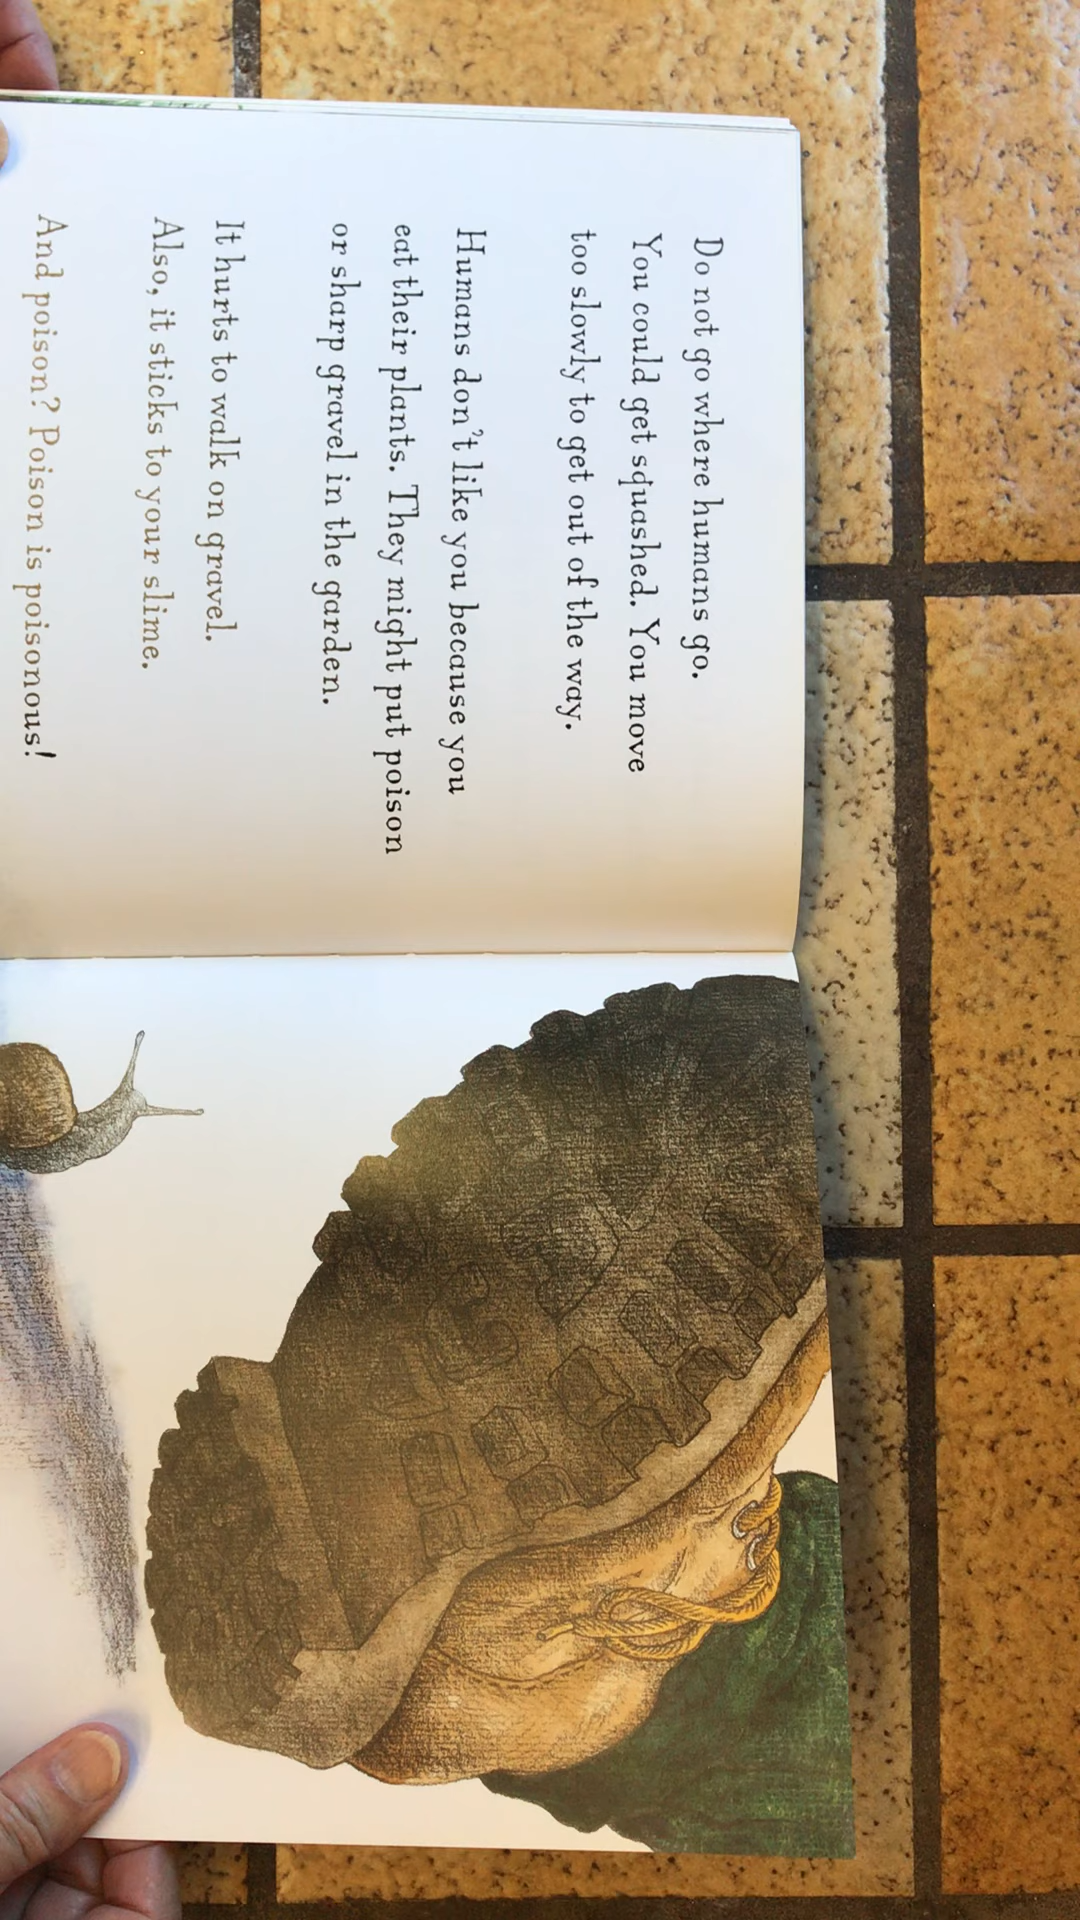 Do not go where humans go.
You could get squashed. You move
too slowly to get out of the way.
Humans don't like you because you
eat their plants. They might put poison
or sharp gravel in the garden.
It hurts to walk on gravel.
Also, it sticks to your slime.
And poison? Poison is poisonous!